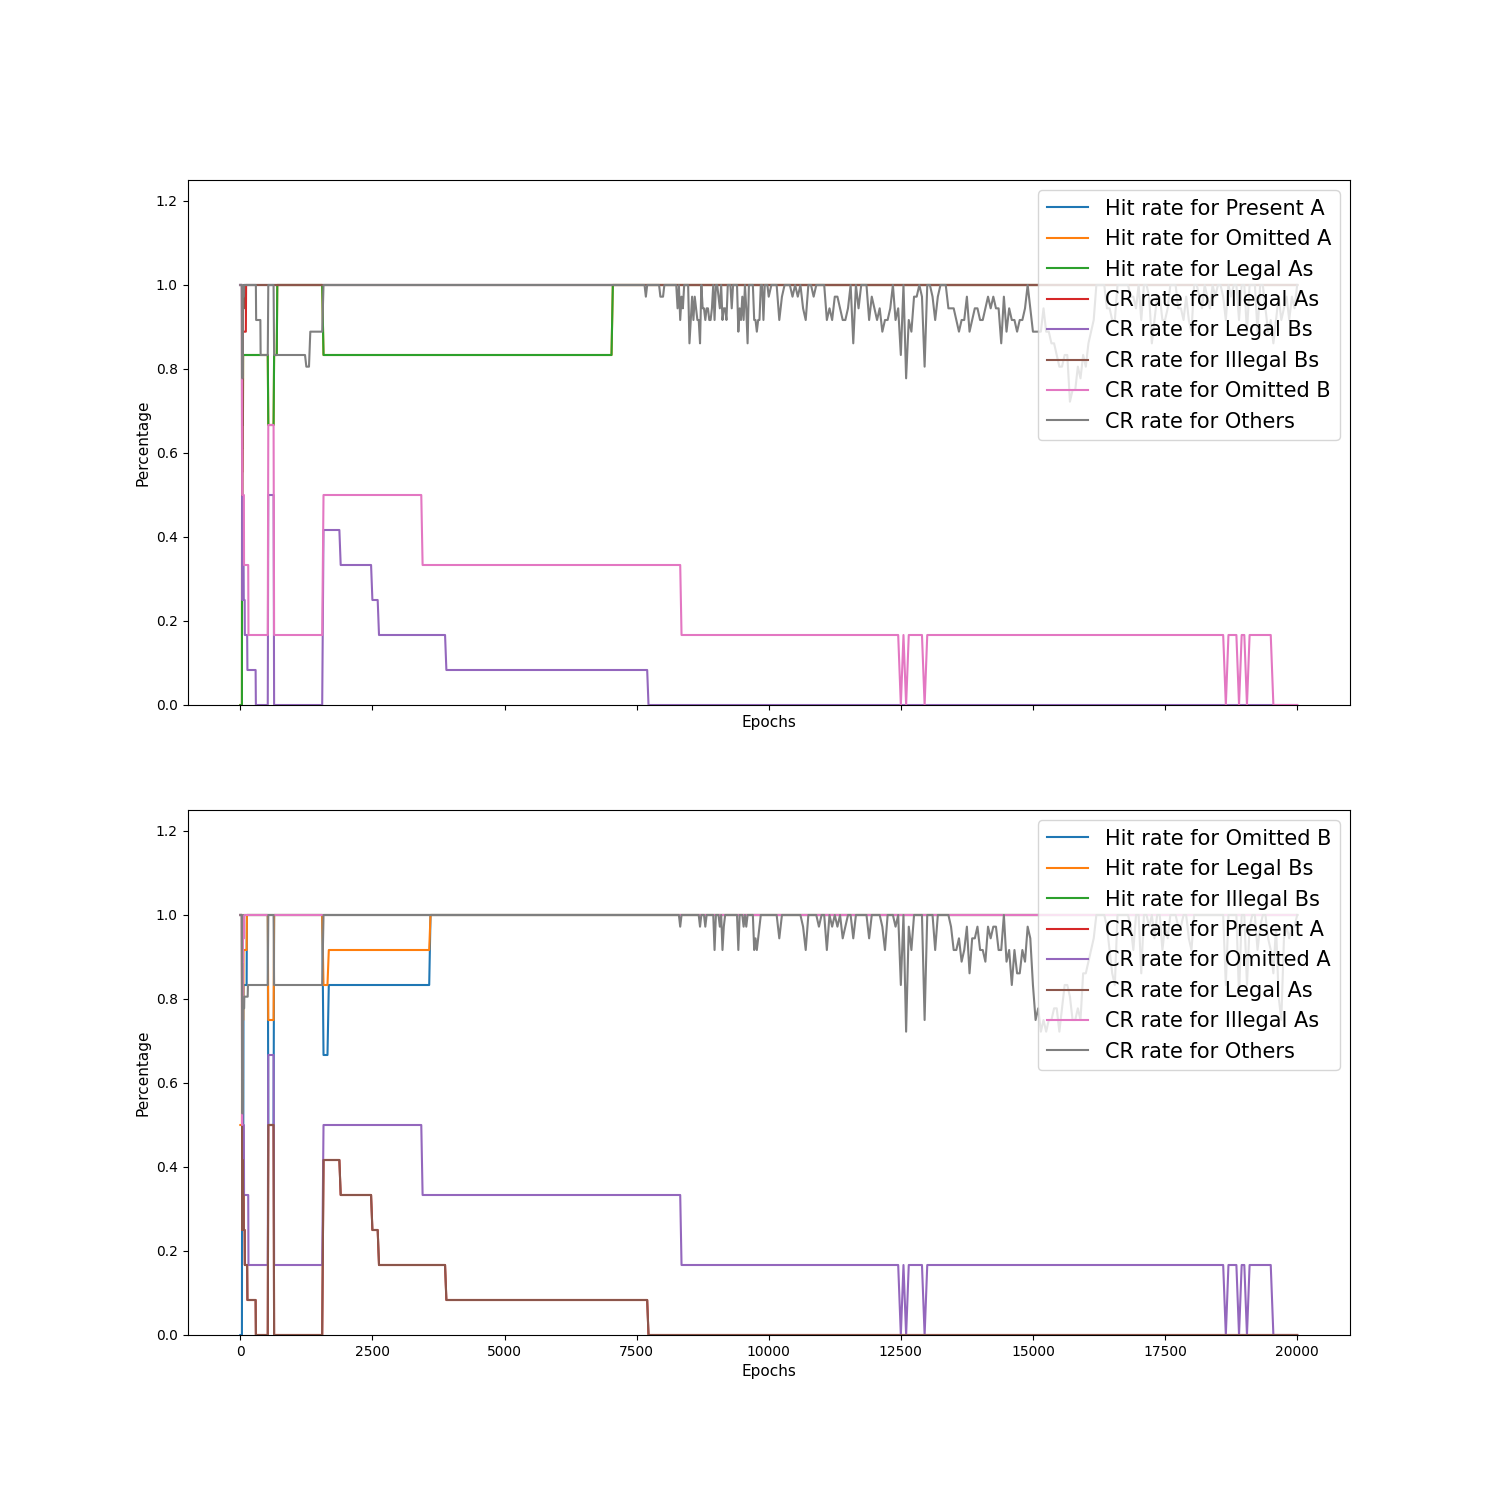 1.2
1.0
0.8
0.6
0.4
0.2
0.0
Percentage
Epochs
Hit rate for Present A
Hit rate for Omitted A
Hit rate for Legal As
CR rate for Illegal As
CR rate for Legal Bs
CR rate for Illegal Bs
CR rate for Omitted B
CR rate for Others
1.2
1.0
0.8
0.6
0.4
0.2
0.0
Percentage
0 2500 5000 7500 10000 12500 15000 17500 20000
Epochs
Hit rate for Omitted B
Hit rate for Legal Bs
Hit rate for Illegal Bs
CR rate for Present A
CR rate for Omitted A
CR rate for Legal As
CR rate for Illegal As
CR rate for Others